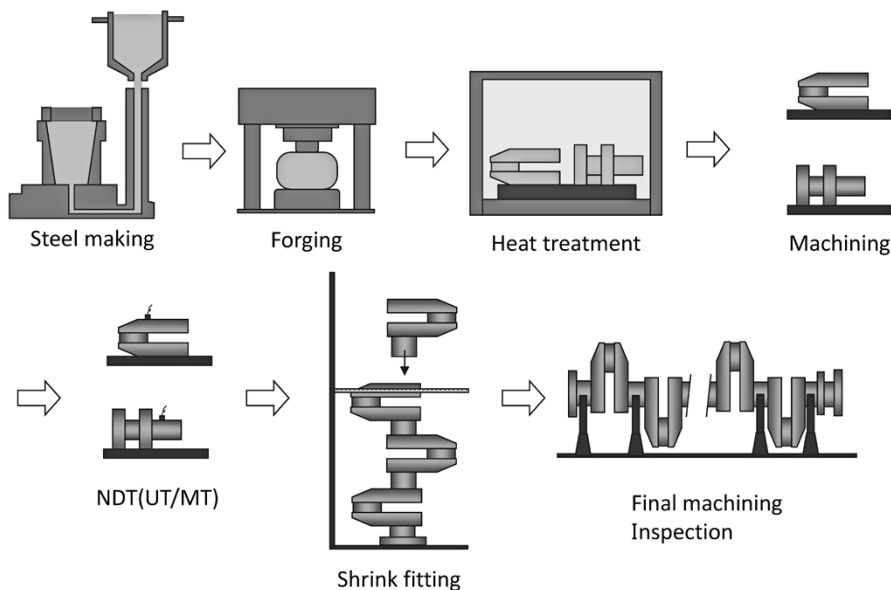 Steel making
Forging
Heat treatment
Machining
NDT(UT/MT)
Shrink fitting
Final machining
Inspection